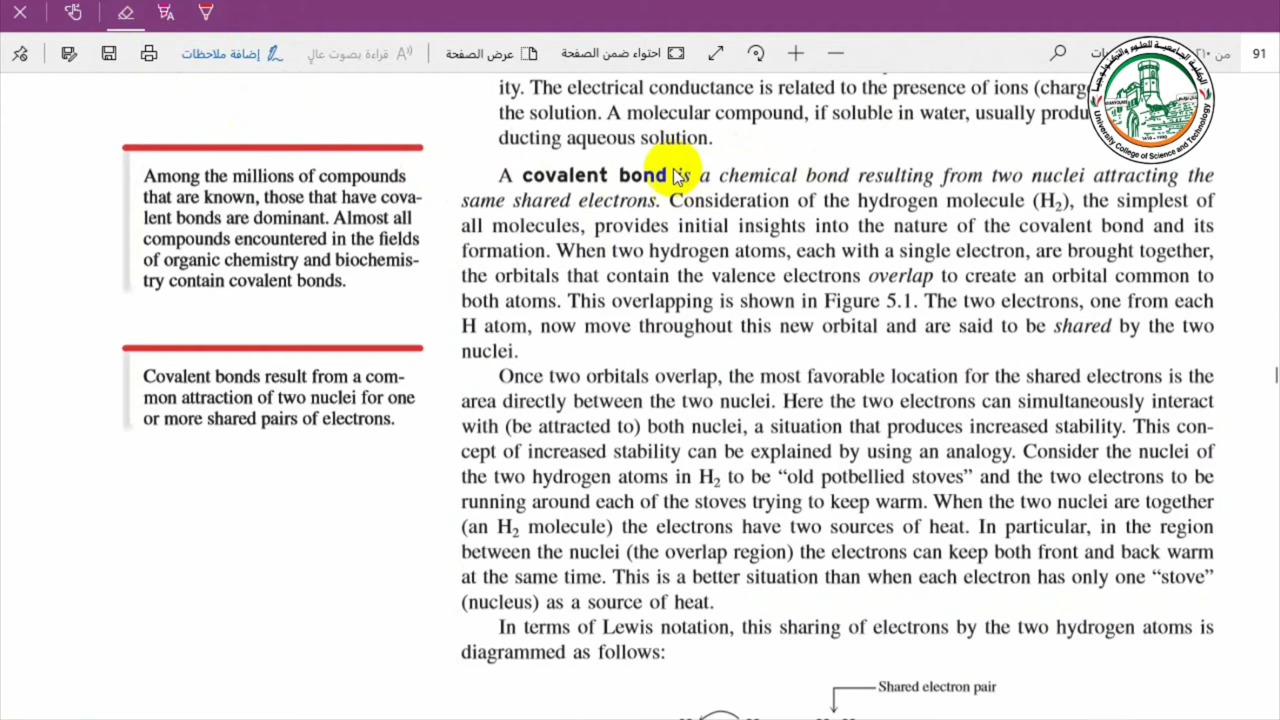 إضافة ملاحظات
قراءة بصوت عالٍ
عرض الصفحة
احتواء ضمن الصفحة
91
ity. The electrical conductance is related to the presence of ions (charge
the solution. A molecular compound, if soluble in water, usually produ
ducting aqueous solution.
A covalent bond is a chemical bond resulting from two nuclei attracting the
same shared electrons. Consideration of the hydrogen molecule (H₂), the simplest of
all molecules, provides initial insights into the nature of the covalent bond and its
formation. When two hydrogen atoms, each with a single electron, are brought together,
the orbitals that contain the valence electrons overlap to create an orbital common to
both atoms. This overlapping is shown in Figure 5.1. The two electrons, one from each
H atom, now move throughout this new orbital and are said to be shared by the two
nuclei.
Once two orbitals overlap, the most favorable location for the shared electrons is the
area directly between the two nuclei. Here the two electrons can simultaneously interact
with (be attracted to) both nuclei, a situation that produces increased stability. This con-
cept of increased stability can be explained by using an analogy. Consider the nuclei of
the two hydrogen atoms in H₂ to be “old potbellied stoves” and the two electrons to be
running around each of the stoves trying to keep warm. When the two nuclei are together
(an H₂ molecule) the electrons have two sources of heat. In particular, in the region
between the nuclei (the overlap region) the electrons can keep both front and back warm
at the same time. This is a better situation than when each electron has only one “stove”
(nucleus) as a source of heat.
In terms of Lewis notation, this sharing of electrons by the two hydrogen atoms is
diagrammed as follows:
Shared electron pair
Among the millions of compounds
that are known, those that have cova-
lent bonds are dominant. Almost all
compounds encountered in the fields
of organic chemistry and biochemis-
try contain covalent bonds.
Covalent bonds result from a com-
mon attraction of two nuclei for one
or more shared pairs of electrons.
University College of Science and Technology